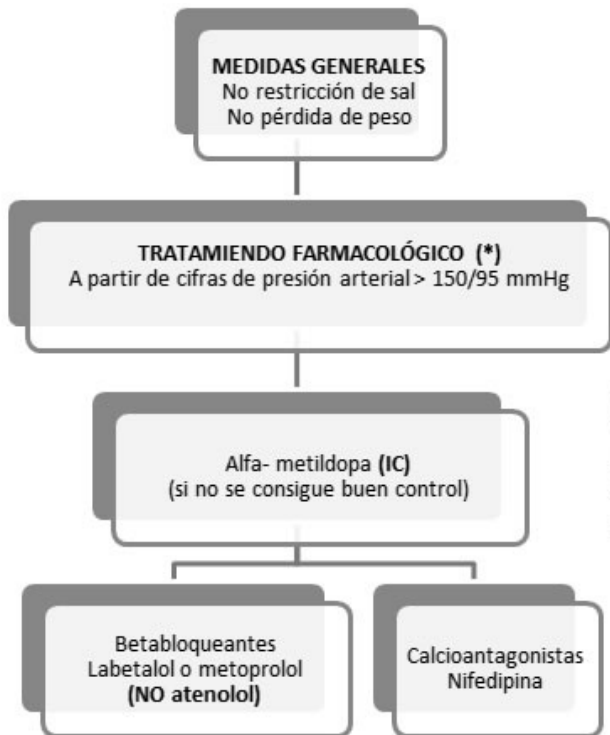 MEDIDAS GENERALES
No restricción de sal
No pérdida de peso
TRATAMIENDO FARMACOLÓGICO (*)
A partir de cifras de presión arterial > 150/95 mmHg
Alfa- metildopa (IC)
(si no se consigue buen control)
Betabloqueantes
Labetalol o metoprolol
(NO atenolol)
Calcioantagonistas
Nifedipina